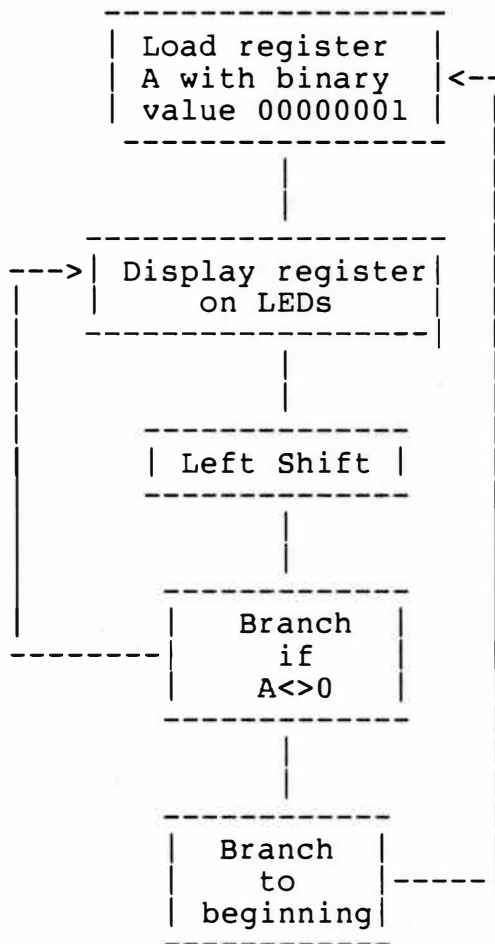 Load register
A with binary
value 00000001
Display register
on LEDs
Left Shift
Branch
if
A<>0
Branch
to
beginning